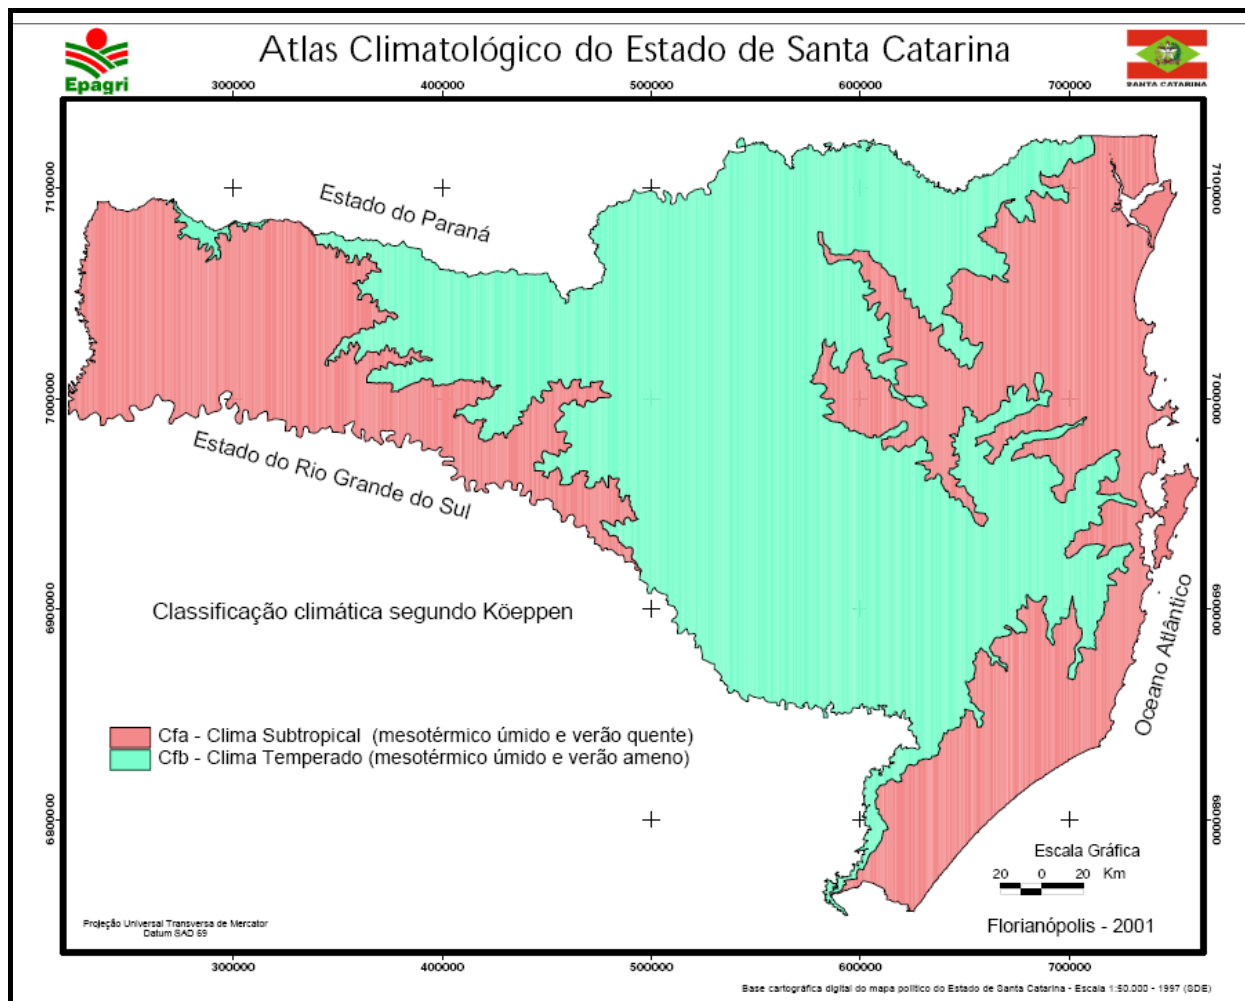 Atlas Climatológico do Estado de Santa Catarina
Epagri
SANTA CATARINA
300000
400000
500000
600000
700000
7100000
7100000
Estado do Paraná
7000000
7000000
Estado do Rio Grande do Sul
6900000
6900000
Classificação climática segundo Köeppen
Oceano Atlântico
Cfa - Clima Subtropical (mesotérmico úmido e verão quente)
Cfb - Clima Temperado (mesotérmico úmido e verão ameno)
6800000
6800000
Escala Gráfica
20 0 20 Km
Projeção Universal Transversa de Mercator
Datum SAD 69
Florianópolis - 2001
300000
400000
500000
600000
700000
Base cartográfica digital do mapa político do Estado de Santa Catarina - Escala 1:50.000 - 1997 (SDE)